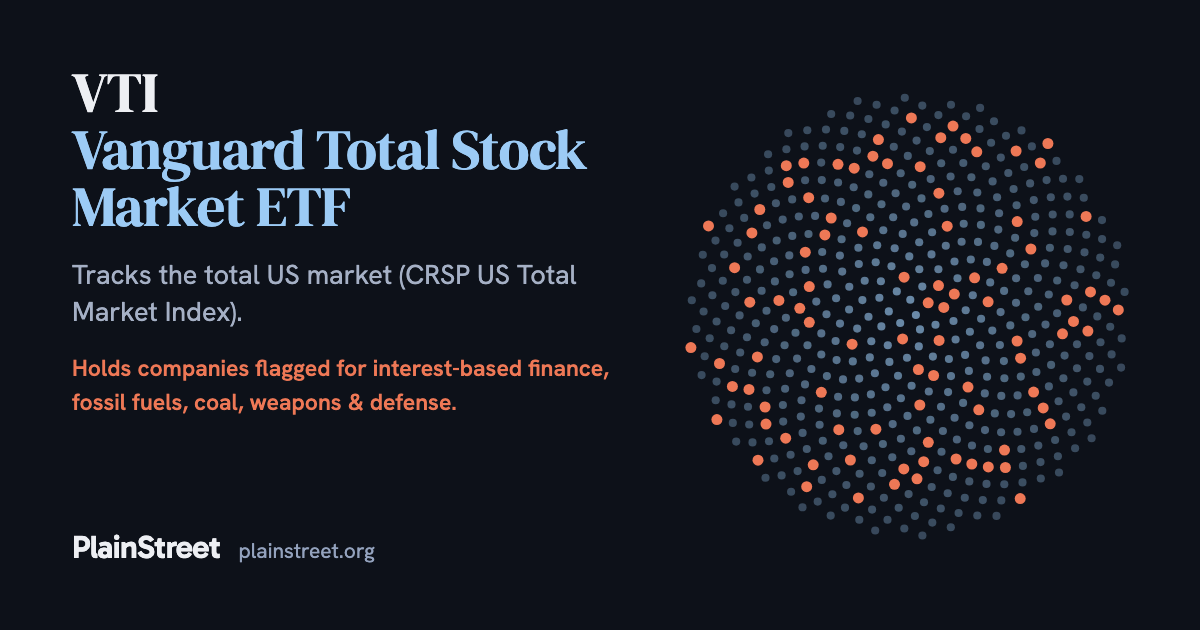 VTI
Vanguard Total Stock
Market ETF
Tracks the total US market (CRSP US Total
Market Index).
Holds companies flagged for interest-based finance,
fossil fuels, coal, weapons & defense.
PlainStreet plainstreet.org